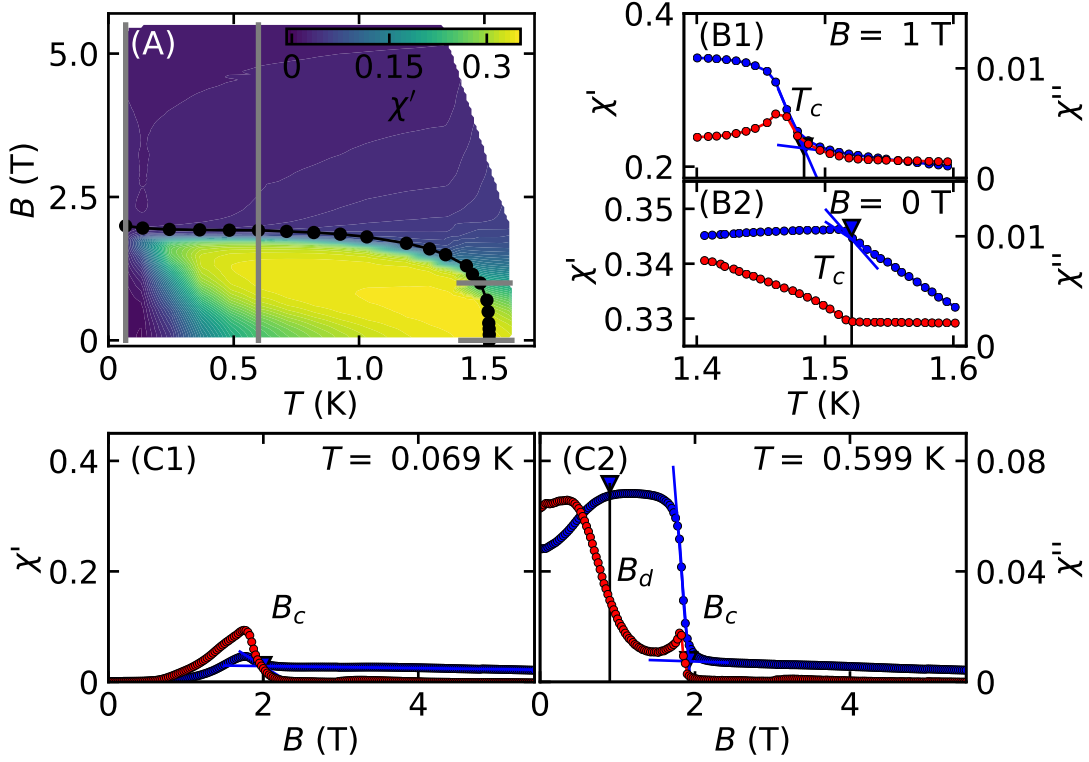 (A)
0 0.15 0.3
χ'
5.0
2.5
0
B (T)
0.0 0.5 1.0 1.5
T (K)
(B1) B = 1 T
0.4
0.2
χ'
T_c
0.01
0
χ''
(B2) B = 0 T
0.35
0.34
0.33
χ'
T_c
0.01
0
χ''
1.4 1.5 1.6
T (K)
(C1) T = 0.069 K
0.4
0.2
0
χ'
B_c
0 2 4
B (T)
(C2) T = 0.599 K
B_d
B_c
0.08
0.04
0
χ''
0 2 4
B (T)